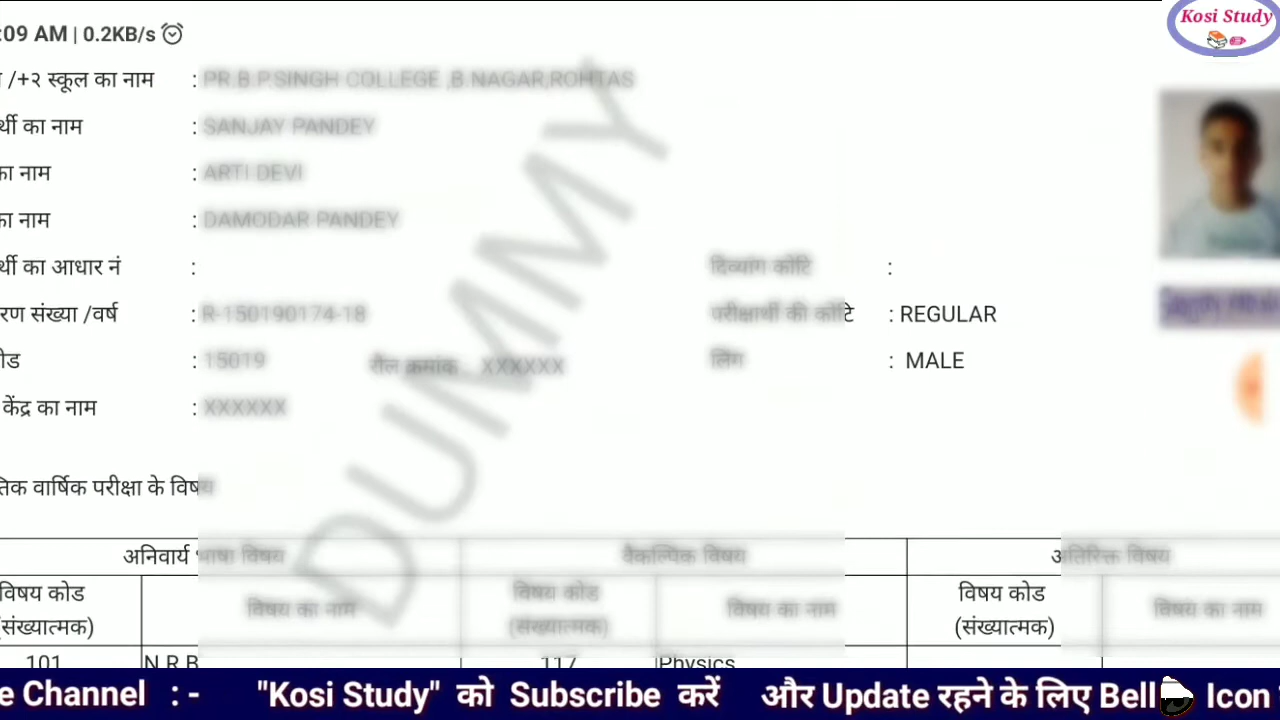 :09 AM | 0.2KB/s
Kosi Study
/+२ स्कूल का नाम : PR.B.P.SINGH COLLEGE ,B.NAGAR,ROHTAS
र्थी का नाम : SANJAY PANDEY
का नाम : ARTI DEVI
का नाम : DAMODAR PANDEY
र्थी का आधार नं : दिव्यांग कोटि :
रण संख्या /वर्ष : R-150190174-18 परीक्षार्थी की कोटि : REGULAR
ोड : 15019 रौल क्रमांक : XXXXXX लिंग : MALE
केंद्र का नाम : XXXXXX
DUMMY
तिक वार्षिक परीक्षा के विषय
अनिवार्य भाषा विषय वैकल्पिक विषय अतिरिक्त विषय
विषय कोड (संख्यात्मक) विषय का नाम विषय कोड (संख्यात्मक) विषय का नाम विषय कोड (संख्यात्मक) विषय का नाम
101 N.R.B 117 Physics
e Channel : - "Kosi Study" को Subscribe करें और Update रहने के लिए Bell Icon